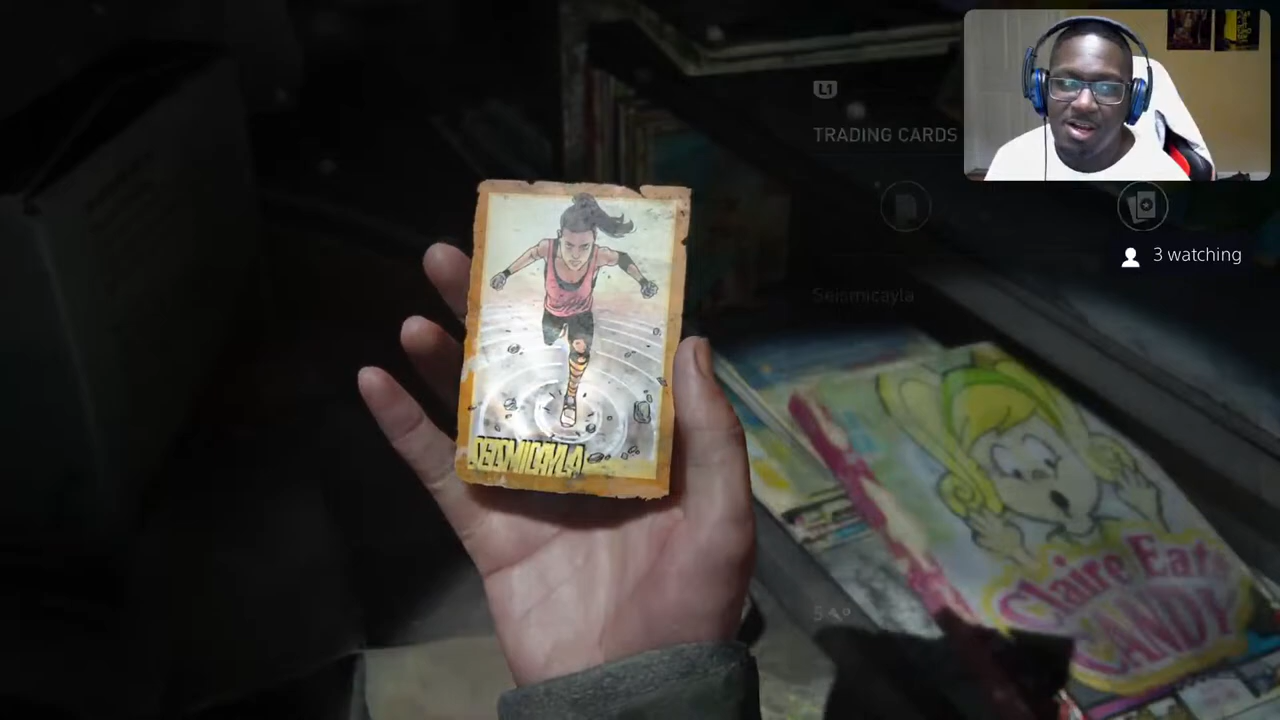 L1
TRADING CARDS
3 watching
Seismicayla
SEISMICAYLA
Claire Eats
CANDY